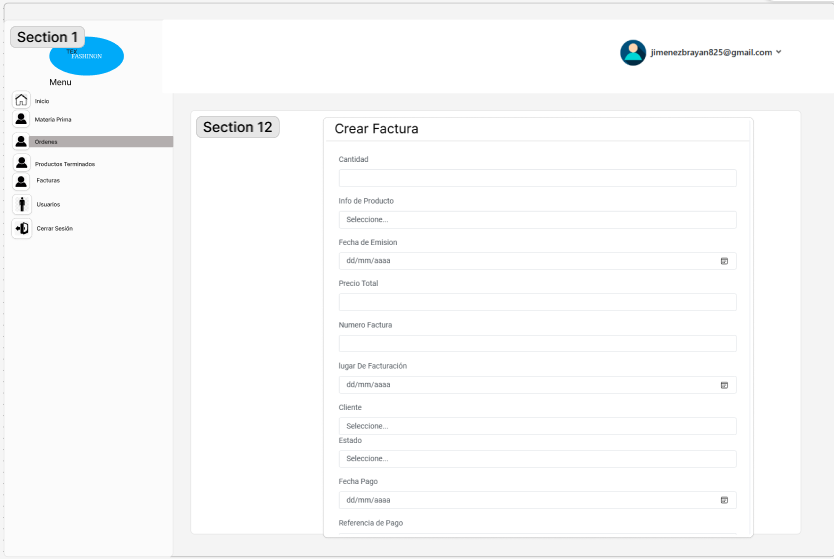 Section 1
TEX
FASHINON
Menu
Inicio
Materia Prima
Ordenes
Productos Terminados
Facturas
Usuarios
Cerrar Sesión
jimenezbrayan825@gmail.com
Section 12
Crear Factura
Cantidad
Info de Producto
Seleccione...
Fecha de Emision
dd/mm/aaaa
Precio Total
Numero Factura
lugar De Facturación
dd/mm/aaaa
Cliente
Seleccione...
Estado
Seleccione...
Fecha Pago
dd/mm/aaaa
Referencia de Pago